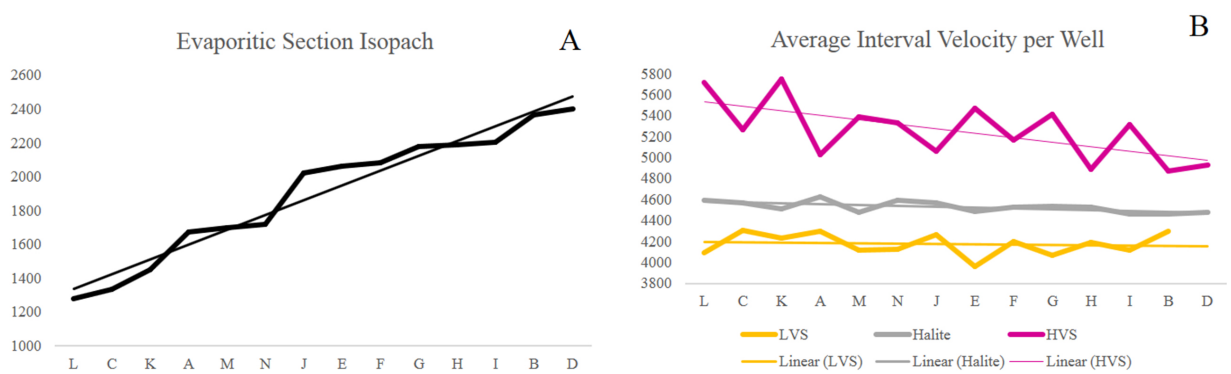 Evaporitic Section Isopach
A
2600
2400
2200
2000
1800
1600
1400
1200
1000
L C K A M N J E F G H I B D
Average Interval Velocity per Well
B
5800
5600
5400
5200
5000
4800
4600
4400
4200
4000
3800
L C K A M N J E F G H I B D
LVS Halite HVS
Linear (LVS) Linear (Halite) Linear (HVS)